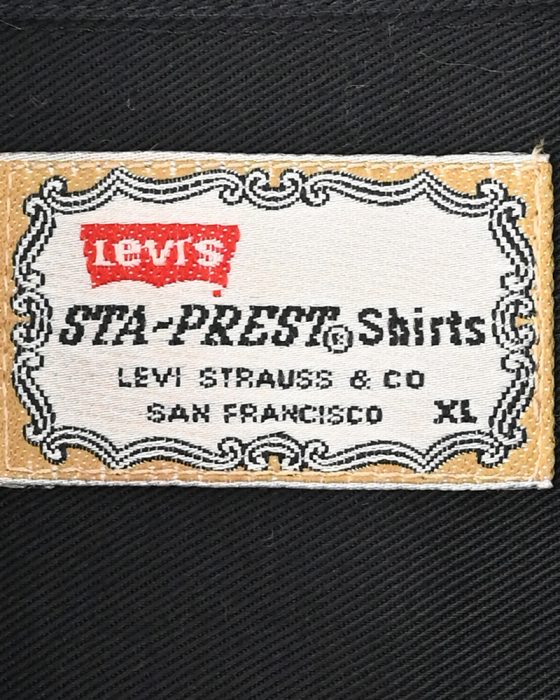 Levi's
STA-PREST® Shirts
LEVI STRAUSS & CO
SAN FRANCISCO XL